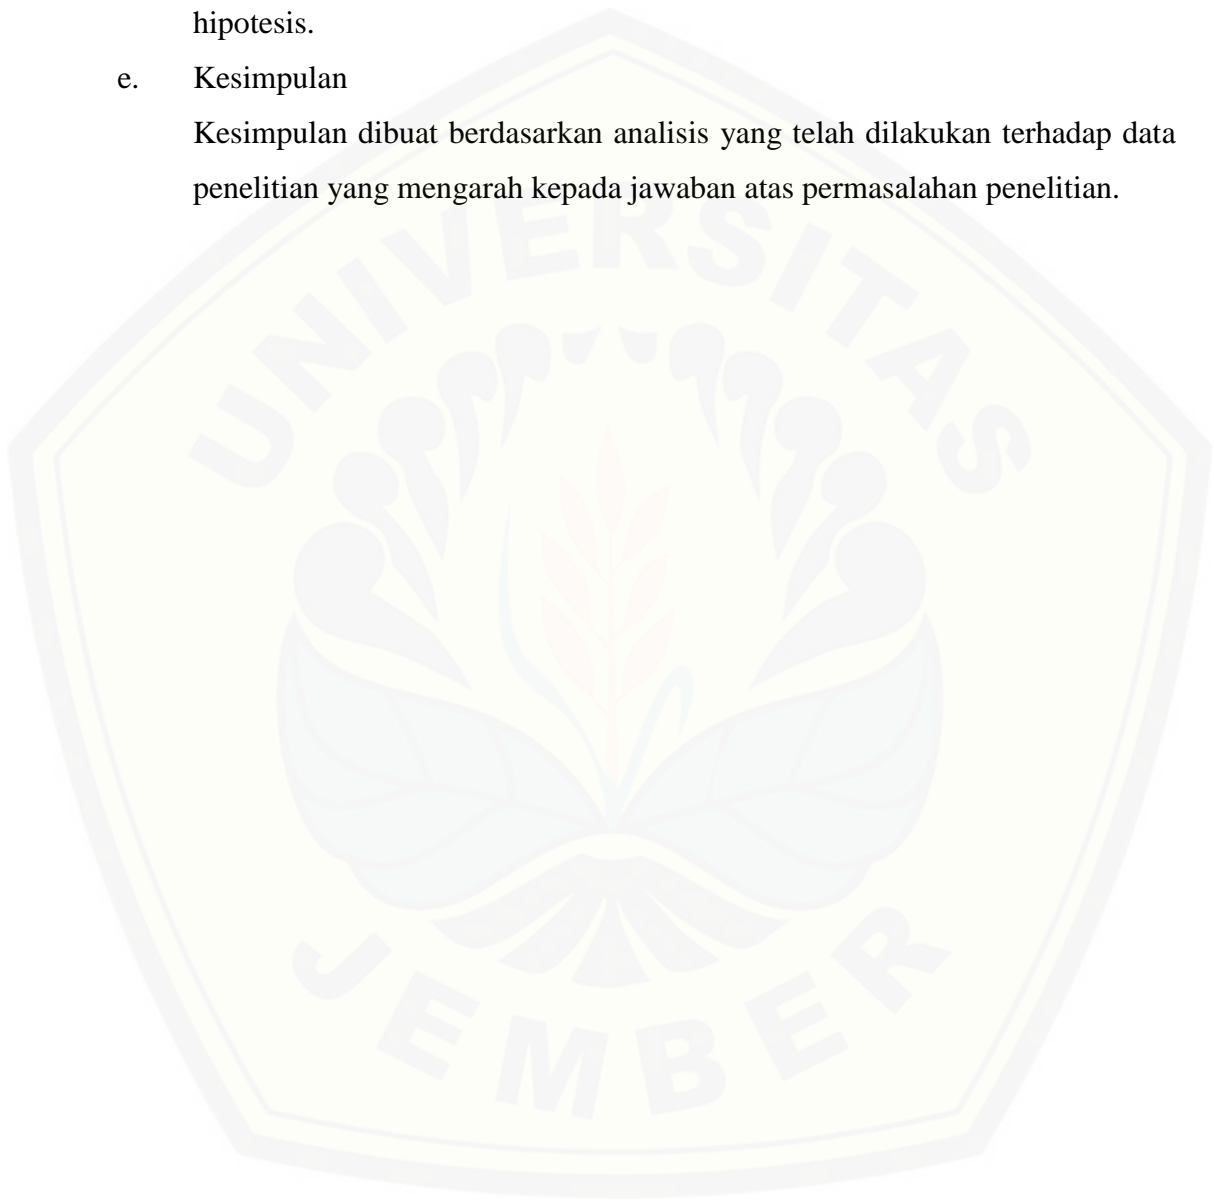 hipotesis.
e. Kesimpulan
Kesimpulan dibuat berdasarkan analisis yang telah dilakukan terhadap data
penelitian yang mengarah kepada jawaban atas permasalahan penelitian.
UNIVERSITAS
JEMBER